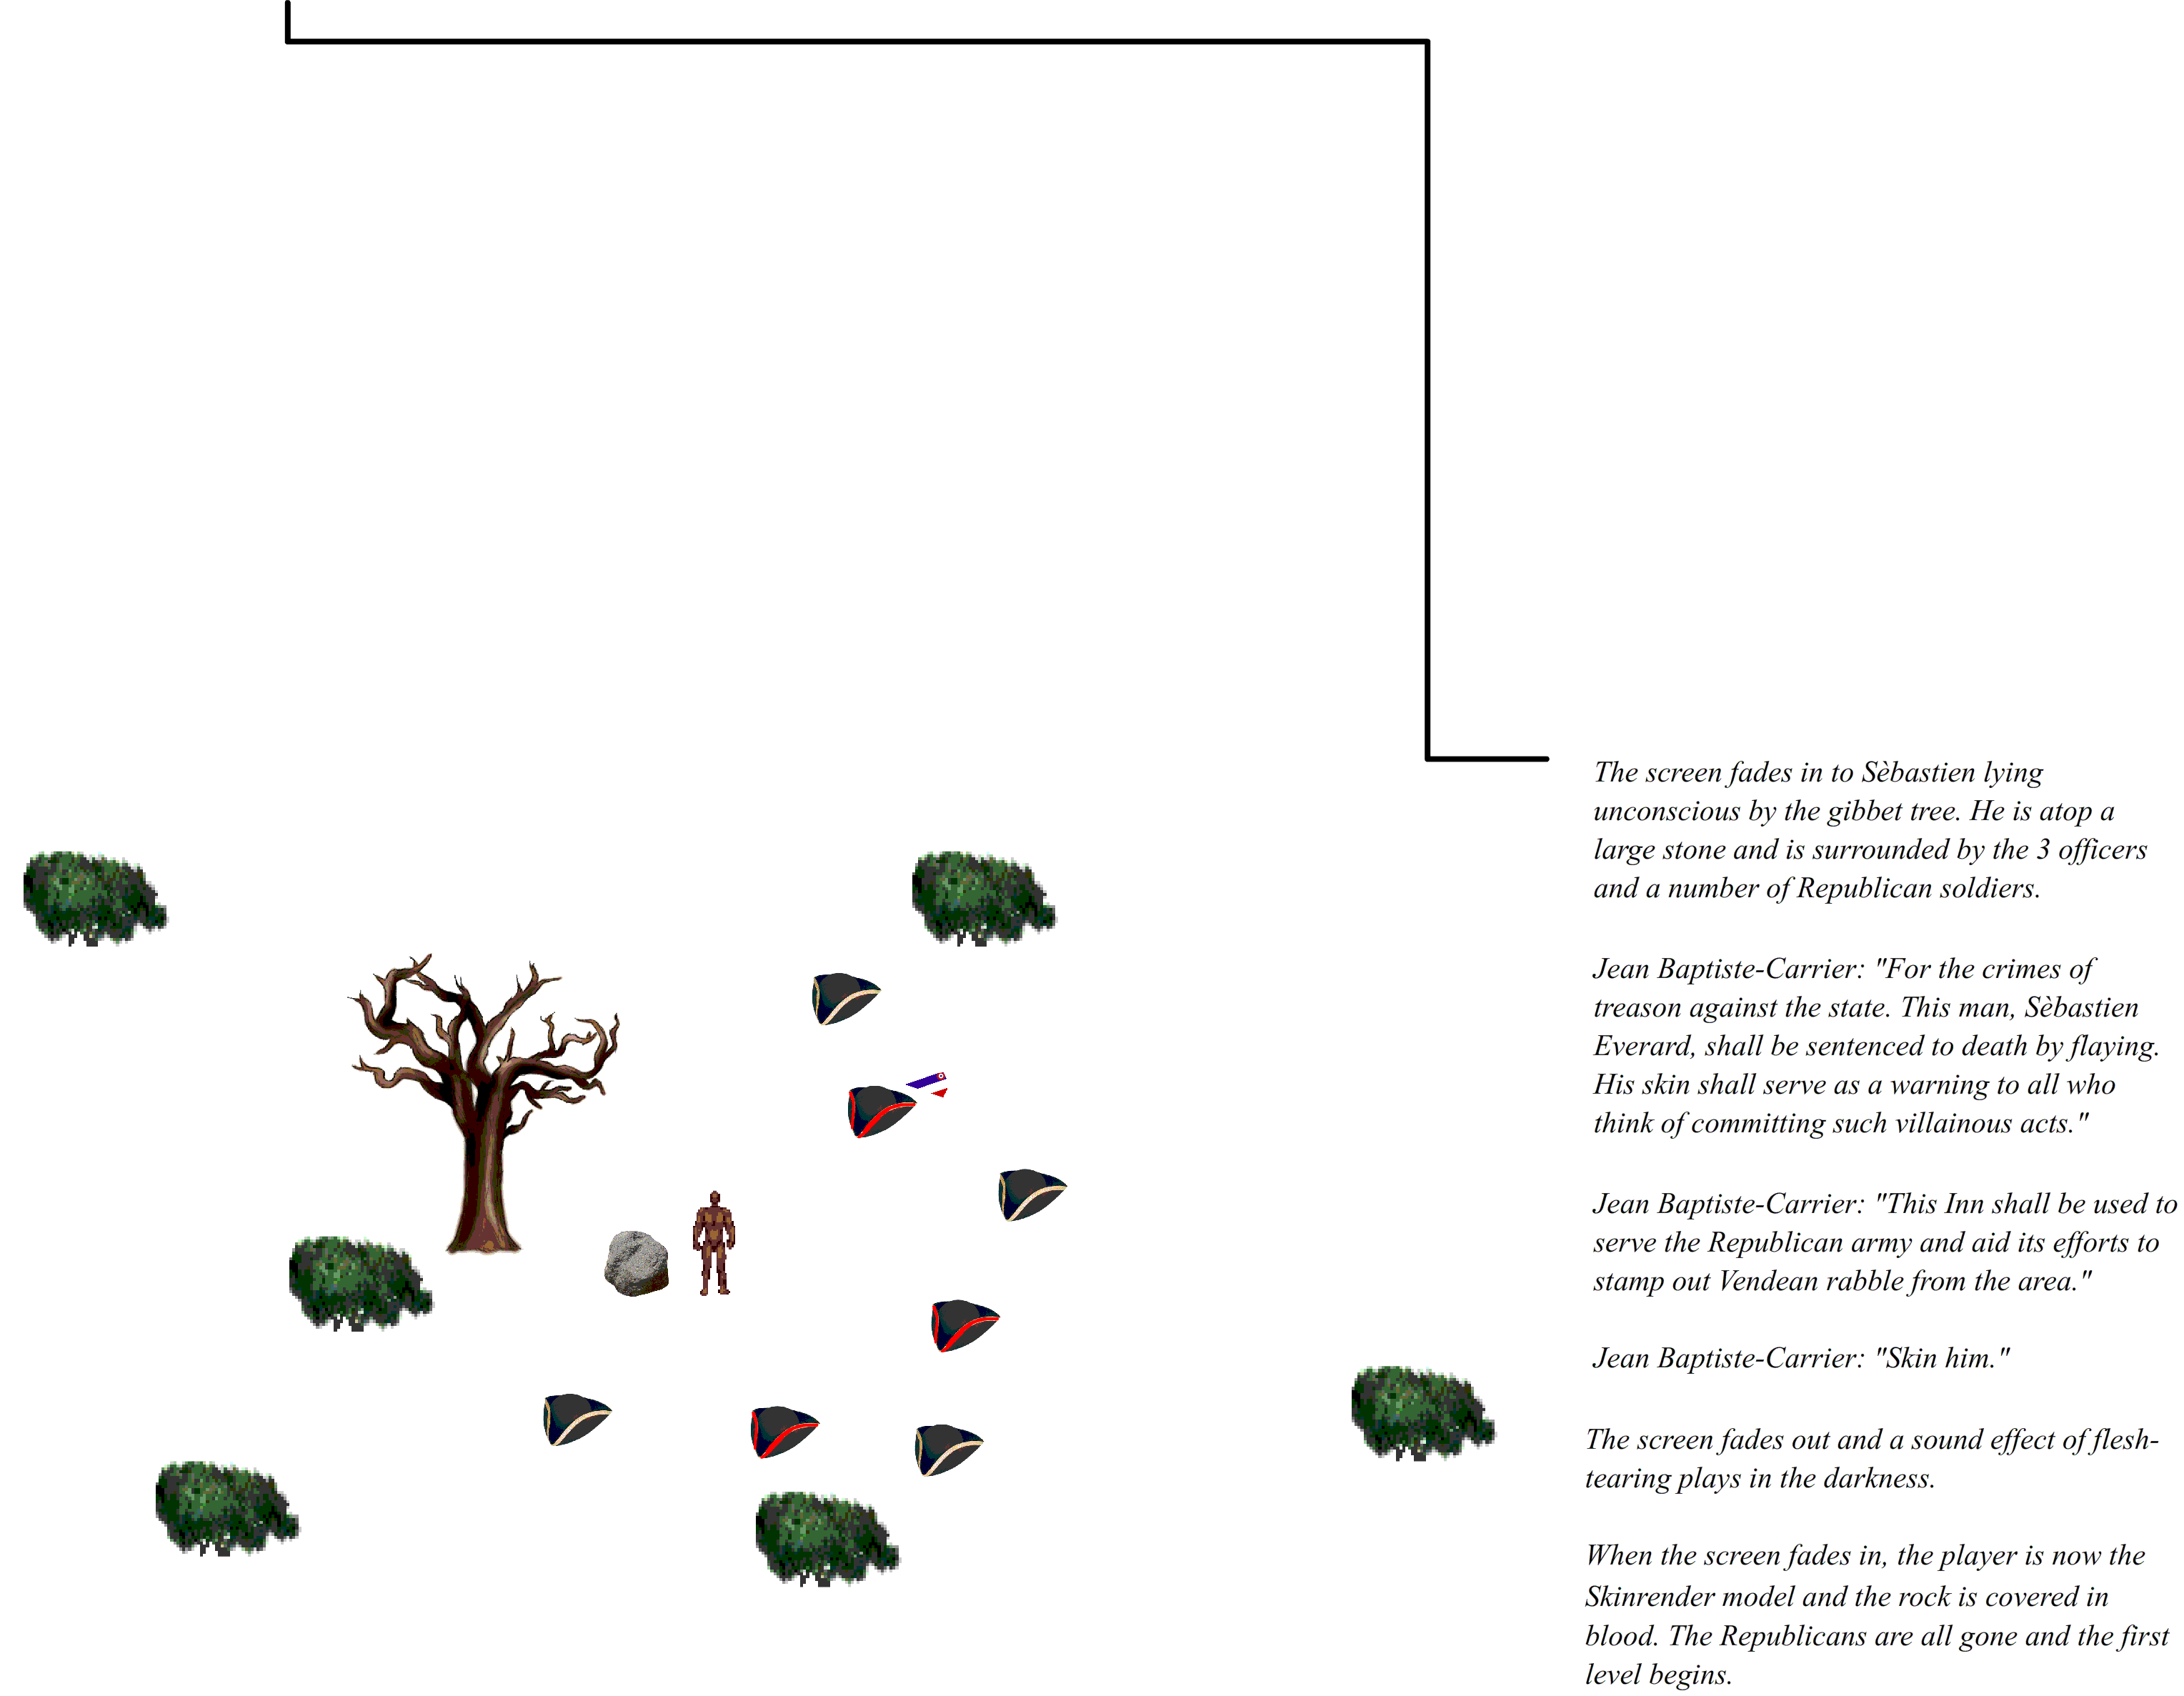 The screen fades in to Sèbastien lying
unconscious by the gibbet tree. He is atop a
large stone and is surrounded by the 3 officers
and a number of Republican soldiers.
Jean Baptiste-Carrier: "For the crimes of
treason against the state. This man, Sèbastien
Everard, shall be sentenced to death by flaying.
His skin shall serve as a warning to all who
think of committing such villainous acts."
Jean Baptiste-Carrier: "This Inn shall be used to
serve the Republican army and aid its efforts to
stamp out Vendean rabble from the area."
Jean Baptiste-Carrier: "Skin him."
The screen fades out and a sound effect of flesh-
tearing plays in the darkness.
When the screen fades in, the player is now the
Skinrender model and the rock is covered in
blood. The Republicans are all gone and the first
level begins.